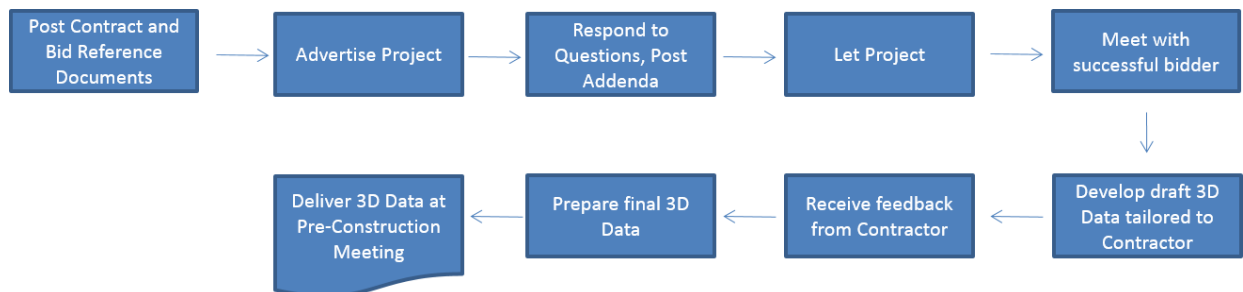 Post Contract and
Bid Reference
Documents
Advertise Project
Respond to
Questions, Post
Addenda
Let Project
Meet with
successful bidder
Develop draft 3D
Data tailored to
Contractor
Receive feedback
from Contractor
Prepare final 3D
Data
Deliver 3D Data at
Pre-Construction
Meeting